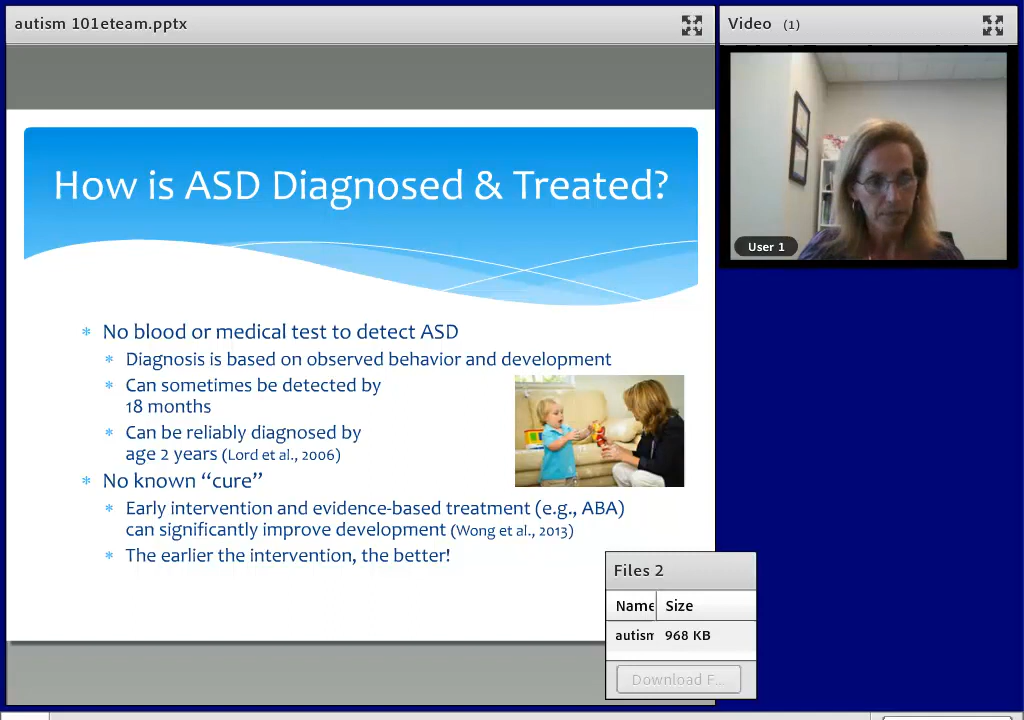 autism 101eteam.pptx
Video (1)
User 1
How is ASD Diagnosed & Treated?
* No blood or medical test to detect ASD
* Diagnosis is based on observed behavior and development
* Can sometimes be detected by
18 months
* Can be reliably diagnosed by
age 2 years (Lord et al., 2006)
* No known “cure”
* Early intervention and evidence-based treatment (e.g., ABA)
can significantly improve development (Wong et al., 2013)
* The earlier the intervention, the better!
Files 2
Name Size
autism 968 KB
Download F...